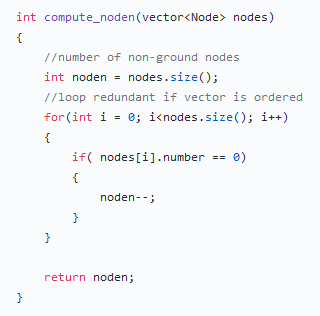 int compute_noden(vector<Node> nodes)
{
    //number of non-ground nodes
    int noden = nodes.size();
    //loop redundant if vector is ordered
    for(int i = 0; i<nodes.size(); i++)
    {
        if( nodes[i].number == 0)
        {
            noden--;
        }
    }

    return noden;
}